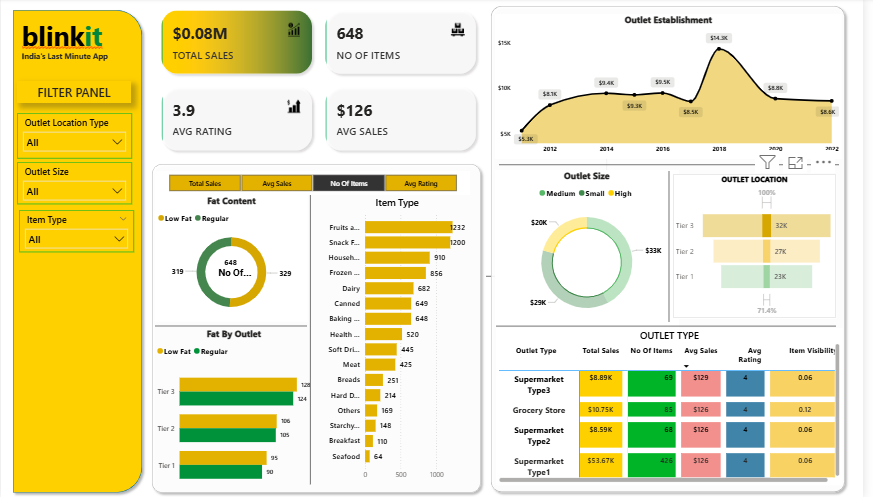 blinkit
India's Last Minute App
FILTER PANEL
Outlet Location Type
All
Outlet Size
All
Item Type
All
$0.08M
TOTAL SALES
648
NO OF ITEMS
3.9
AVG RATING
$126
AVG SALES
Outlet Establishment
$15K
$10K
$5K
$5.3K
$8.1K
$9.4K
$9.3K
$9.5K
$8.5K
$14.3K
$8.8K
$8.6K
2012
2014
2016
2018
2020
2022
Total Sales
Avg Sales
No Of Items
Avg Rating
Fat Content
Low Fat Regular
648
No Of...
319
329
Fat By Outlet
Low Fat Regular
Tier 3
128
124
Tier 2
106
105
Tier 1
95
90
Item Type
Fruits a... 1232
Snack F... 1200
Househ... 910
Frozen ... 856
Dairy 682
Canned 649
Baking ... 648
Health ... 520
Soft Dri... 445
Meat 425
Breads 251
Hard D... 214
Others 169
Starchy... 148
Breakfast 110
Seafood 64
0 500 1000
Outlet Size
Medium Small High
$20K
$33K
$29K
OUTLET LOCATION
100%
Tier 3 32K
Tier 2 27K
Tier 1 23K
71.4%
OUTLET TYPE
Outlet Type Total Sales No Of Items Avg Sales Avg Rating Item Visibility
Supermarket Type3 $8.89K 69 $129 4 0.06
Grocery Store $10.75K 85 $126 4 0.12
Supermarket Type2 $8.59K 68 $126 4 0.06
Supermarket Type1 $53.67K 426 $126 4 0.06